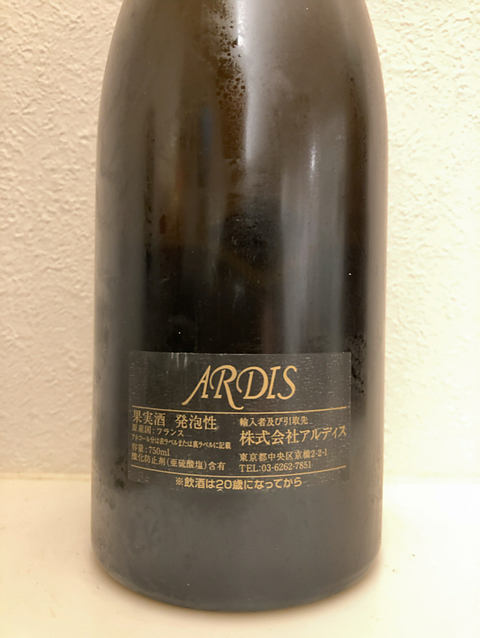 ARDIS
果実酒 発泡性
原産国:フランス
アルコール分は表ラベルまたは裏ラベルに記載
容量:750ml
酸化防止剤(亜硫酸塩)含有
輸入者及び引取先
株式会社アルディス
東京都中央区京橋2-2-1
TEL:03-6262-7851
※飲酒は20歳になってから